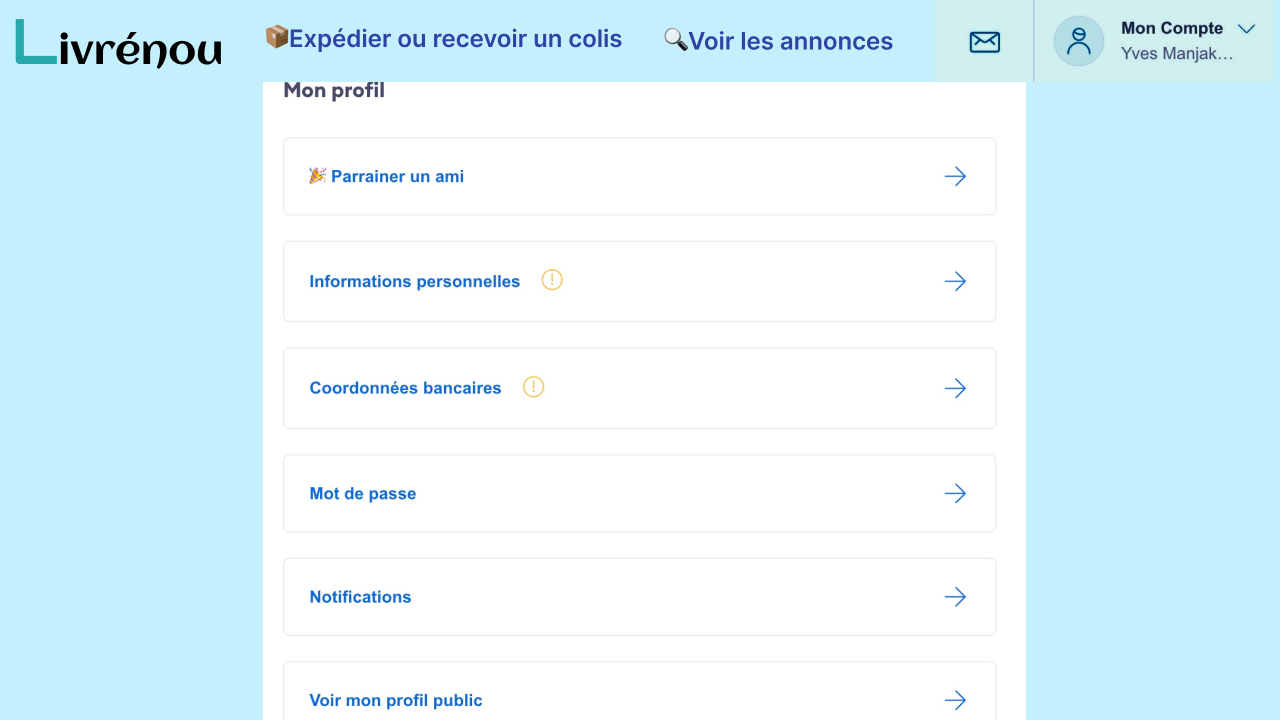 Livrénou
📦Expédier ou recevoir un colis
🔍Voir les annonces
Mon Compte
Yves Manjak…
Mon profil
🎉 Parrainer un ami
Informations personnelles
Coordonnées bancaires
Mot de passe
Notifications
Voir mon profil public